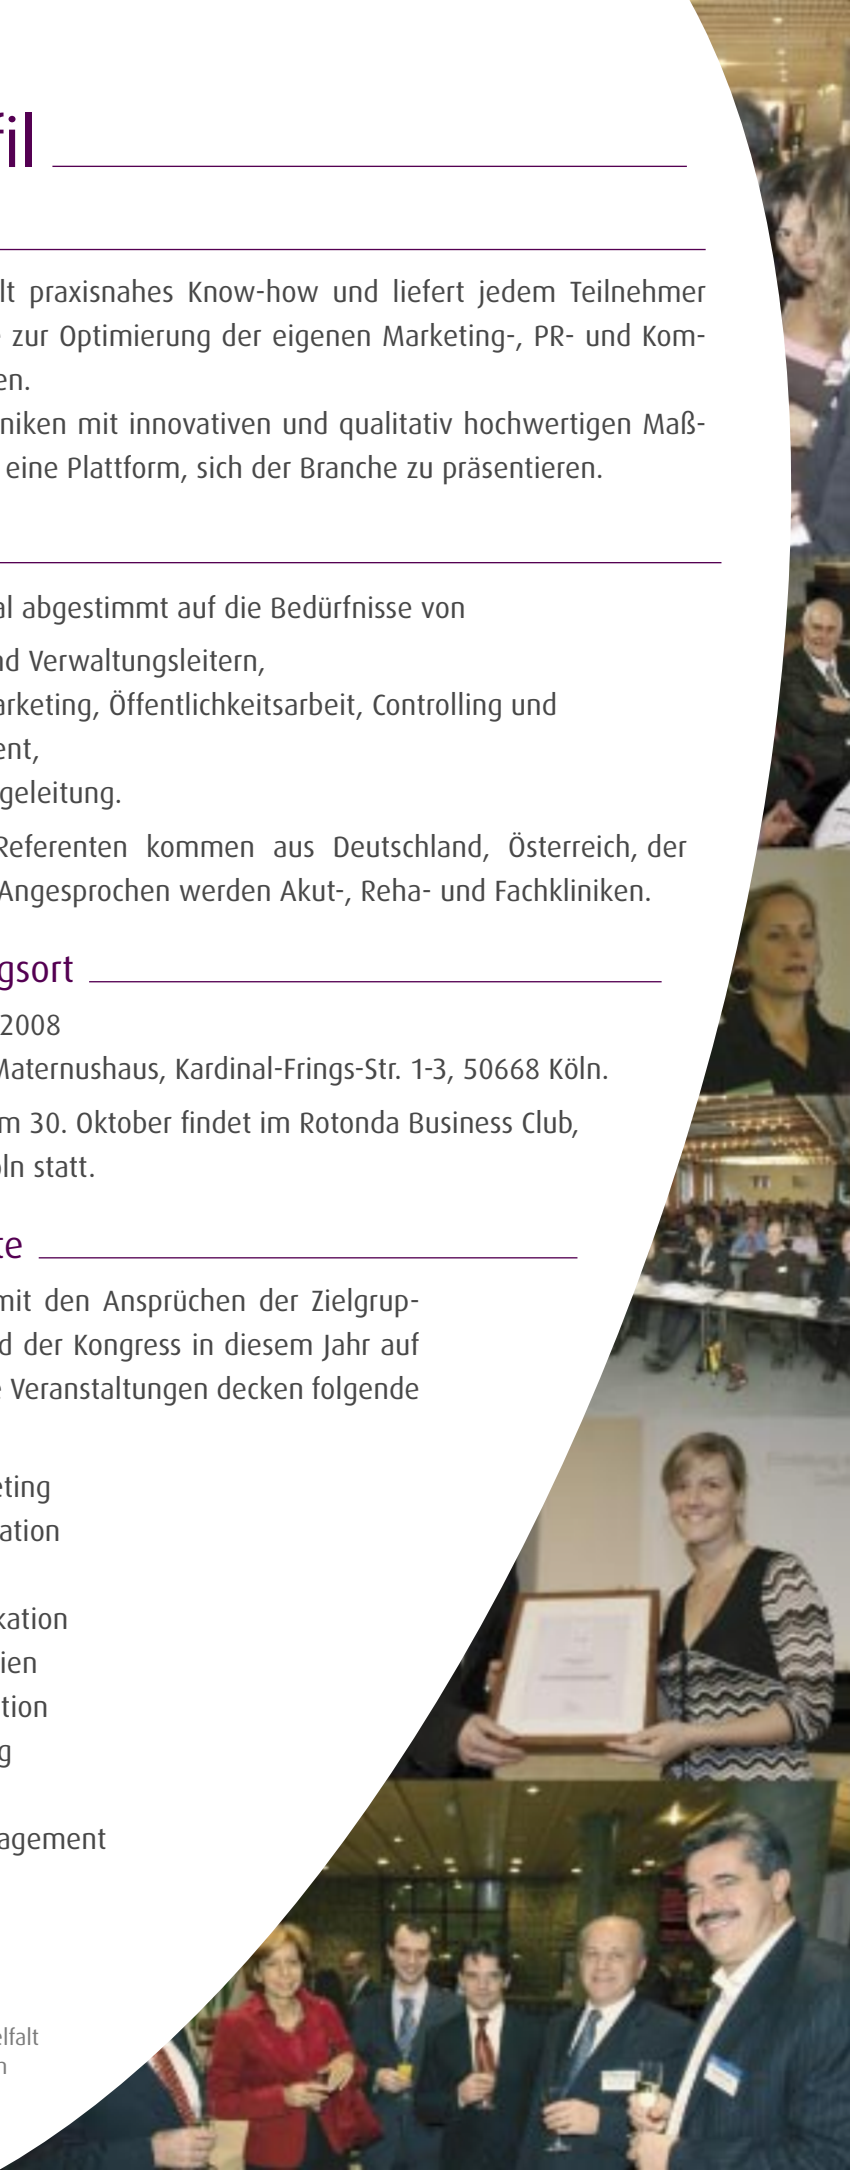 fil
lt praxisnahes Know-how und liefert jedem Teilnehmer
e zur Optimierung der eigenen Marketing-, PR- und Kom-
en.
niken mit innovativen und qualitativ hochwertigen Maß-
eine Plattform, sich der Branche zu präsentieren.
al abgestimmt auf die Bedürfnisse von
nd Verwaltungsleitern,
arketing, Öffentlichkeitsarbeit, Controlling und
ent,
geleitung.
Referenten kommen aus Deutschland, Österreich, der
Angesprochen werden Akut-, Reha- und Fachkliniken.
gsort
2008
Maternushaus, Kardinal-Frings-Str. 1-3, 50668 Köln.
m 30. Oktober findet im Rotonda Business Club,
öln statt.
te
mit den Ansprüchen der Zielgrup-
d der Kongress in diesem Jahr auf
e Veranstaltungen decken folgende
eting
ation
kation
ien
tion
g
agement
elfalt
n